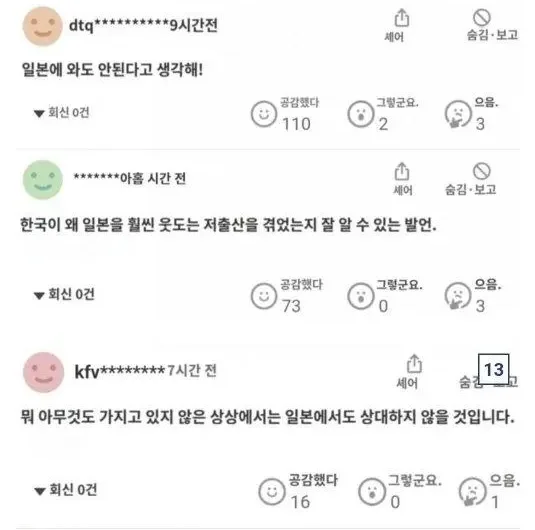 dtq**********9시간전
셰어
숨김·보고
일본에 와도 안된다고 생각해!
▼ 회신 0건
공감했다 110
그렇군요. 2
으음. 3
*******아홉 시간 전
셰어
숨김·보고
한국이 왜 일본을 훨씬 웃도는 저출산을 겪었는지 잘 알 수 있는 발언.
▼ 회신 0건
공감했다 73
그렇군요. 0
으음. 3
kfv******** 7시간 전
셰어
숨김·보고
13
뭐 아무것도 가지고 있지 않은 상상에서는 일본에서도 상대하지 않을 것입니다.
▼ 회신 0건
공감했다 16
그렇군요. 0
으음. 1